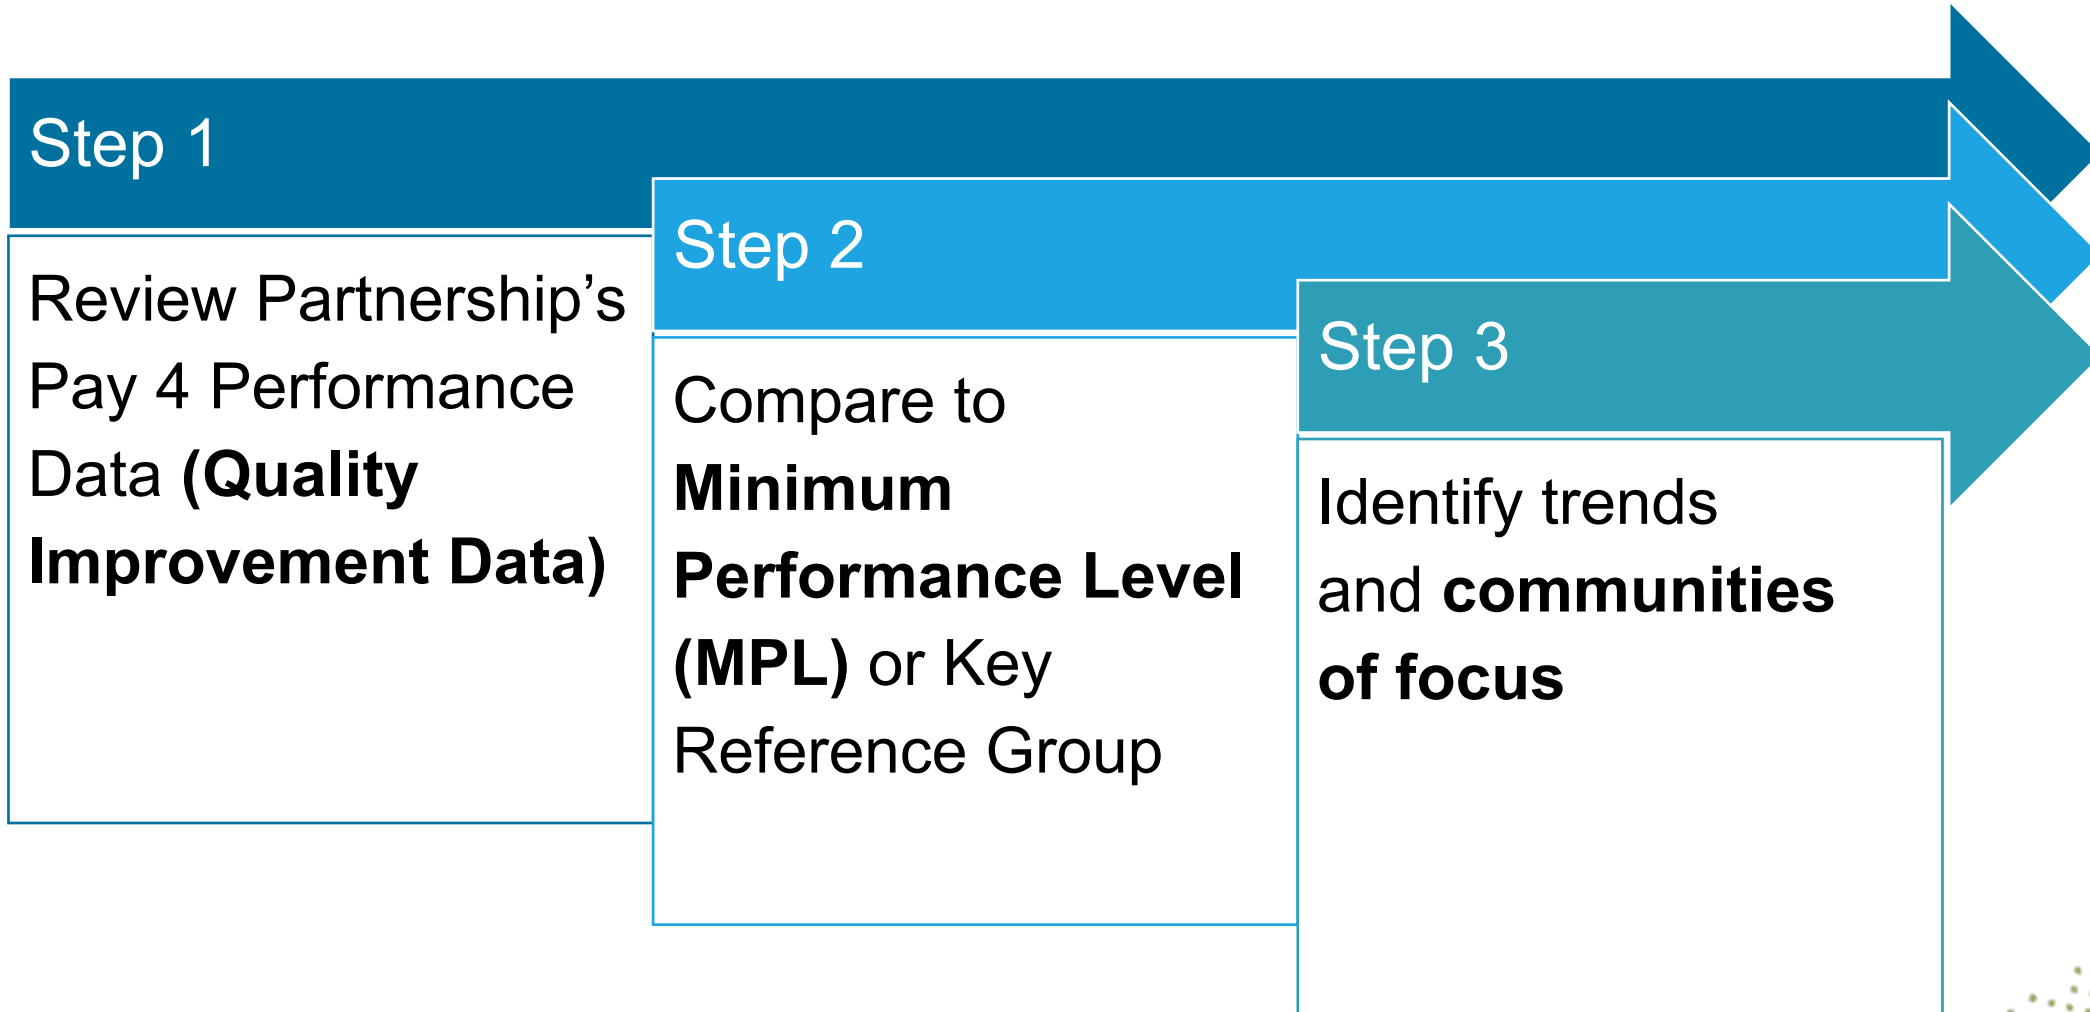 Step 1
Review Partnership’s
Pay 4 Performance
Data (Quality
Improvement Data)
Step 2
Compare to
Minimum
Performance Level
(MPL) or Key
Reference Group
Step 3
Identify trends
and communities
of focus